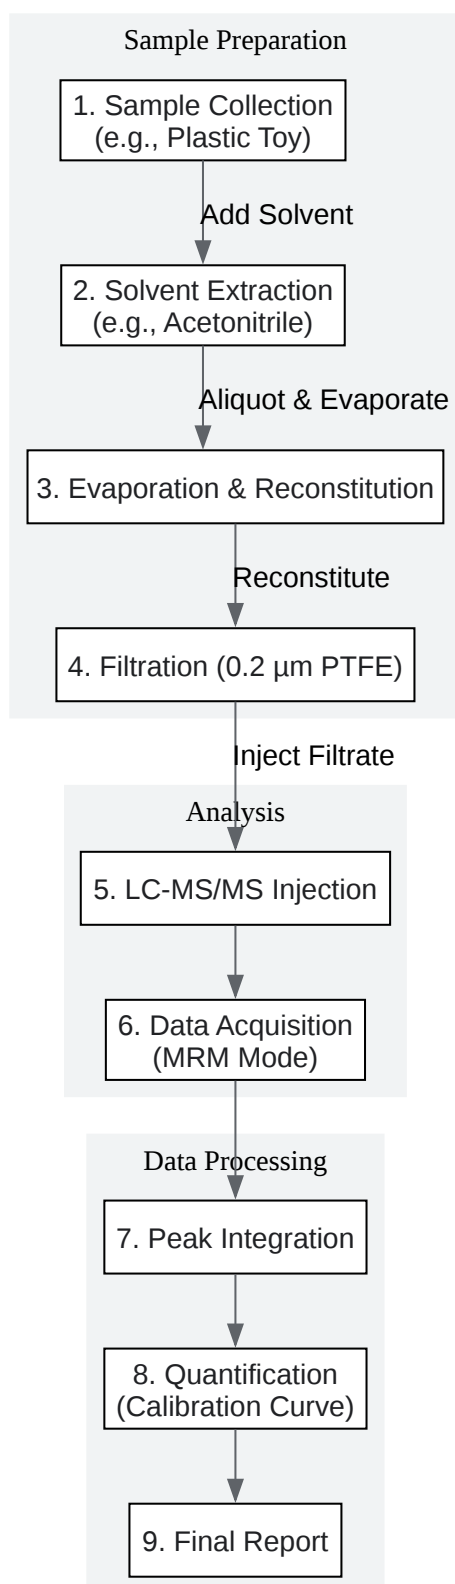 Sample Preparation
1. Sample Collection
(e.g., Plastic Toy)
Add Solvent
2. Solvent Extraction
(e.g., Acetonitrile)
Aliquot & Evaporate
3. Evaporation & Reconstitution
Reconstitute
4. Filtration (0.2 µm PTFE)
Inject Filtrate
Analysis
5. LC-MS/MS Injection
6. Data Acquisition
(MRM Mode)
Data Processing
7. Peak Integration
8. Quantification
(Calibration Curve)
9. Final Report